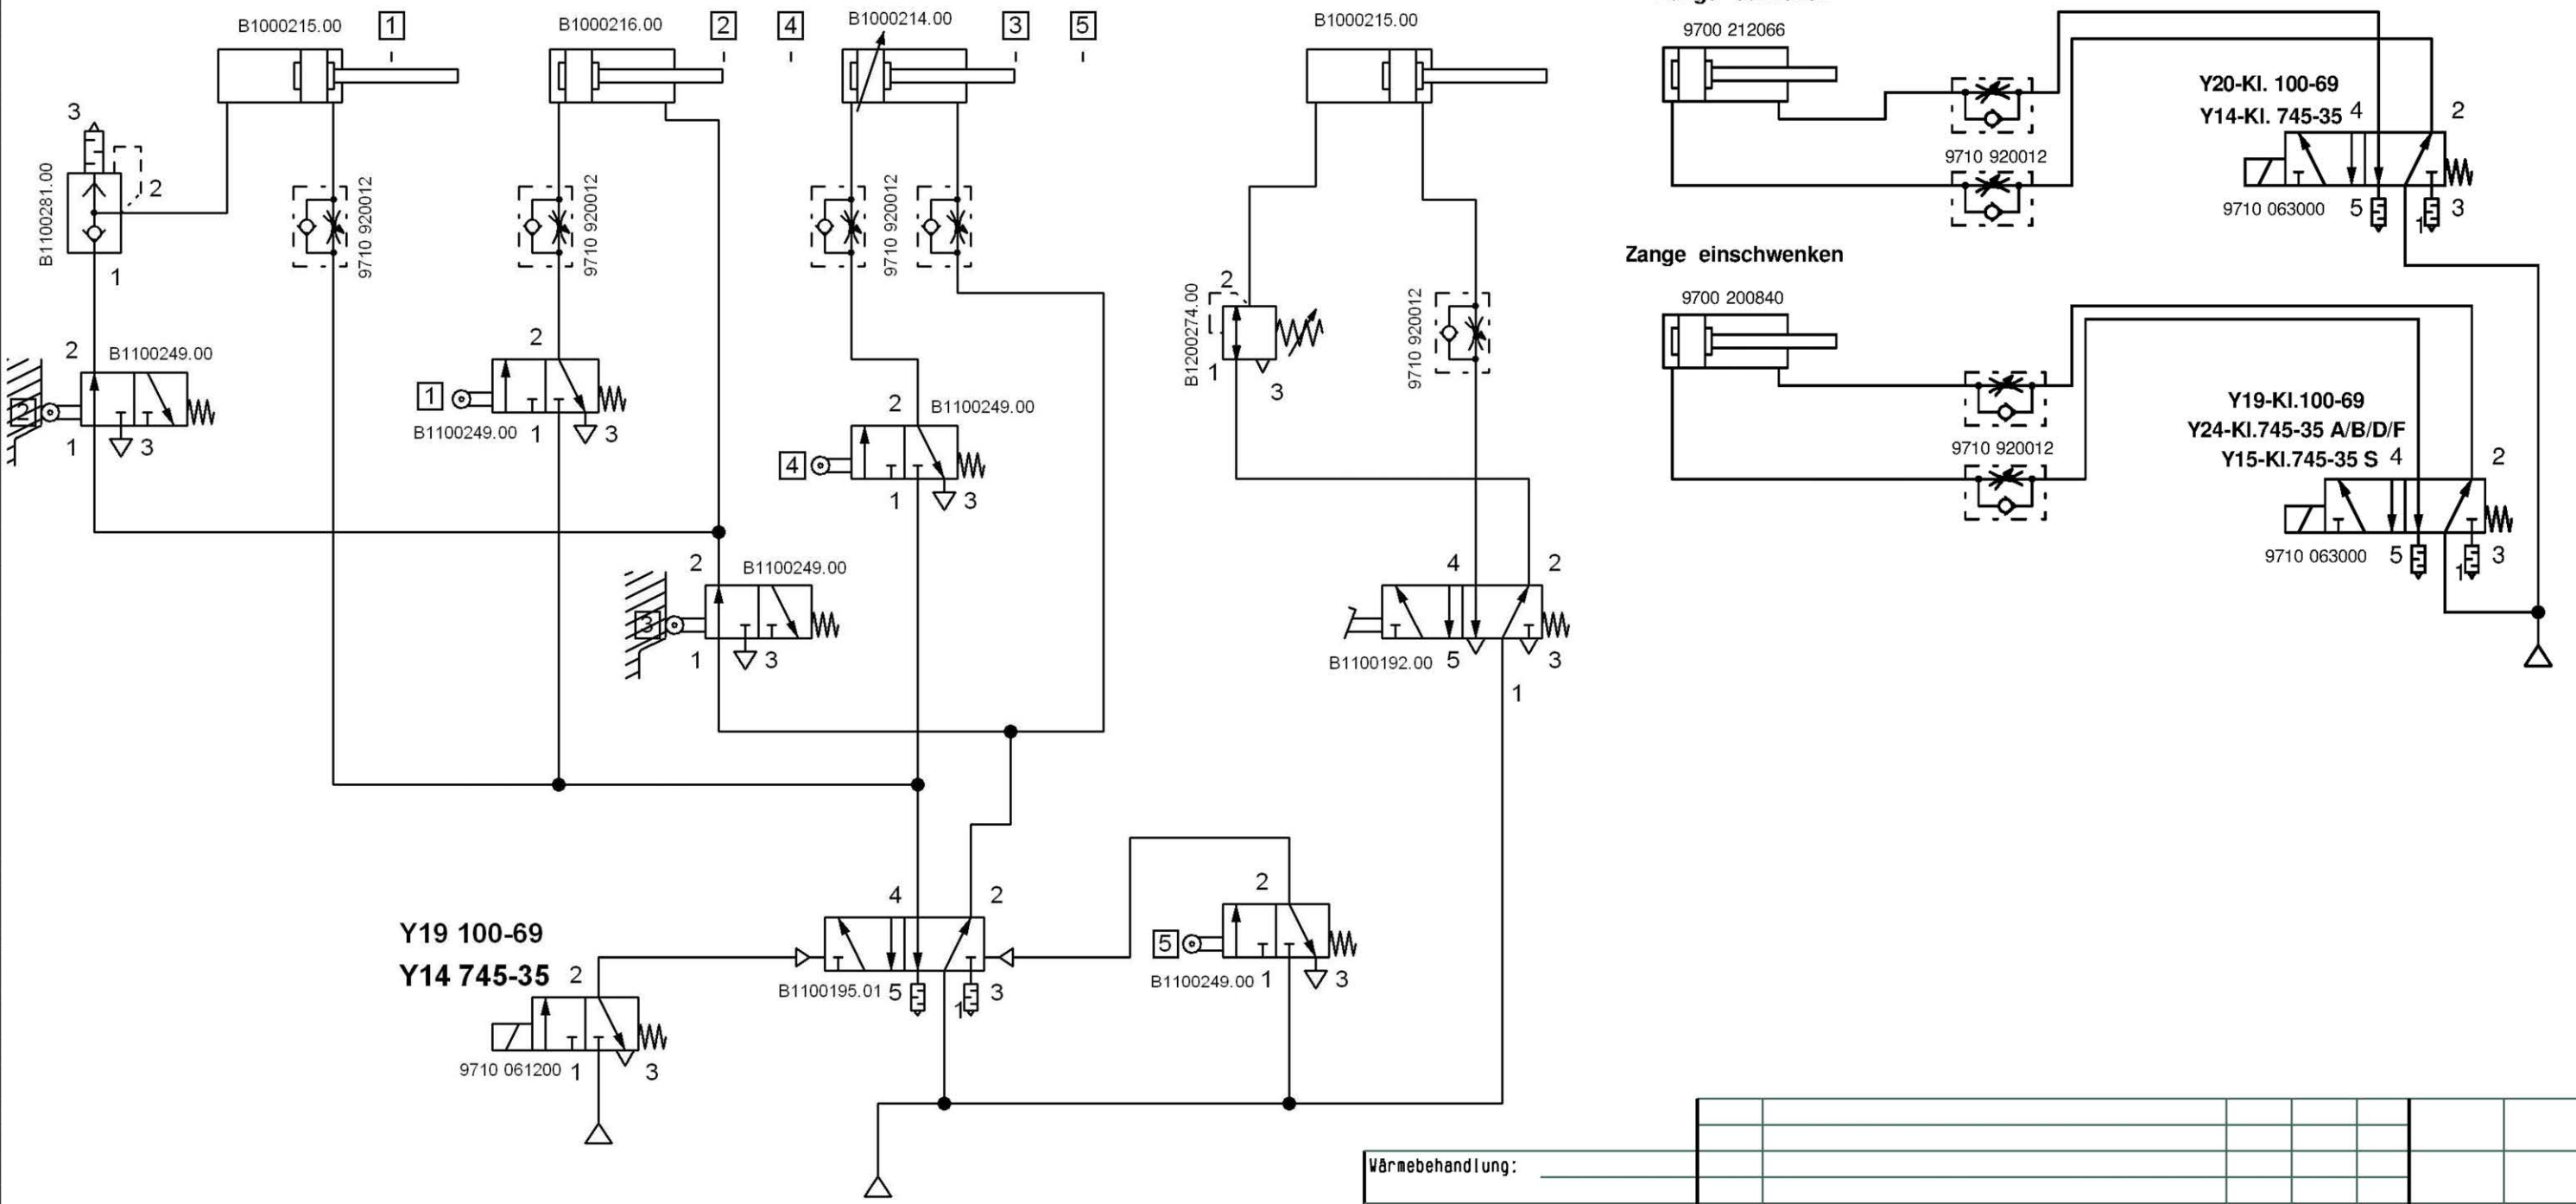 B1000215.00 1
B1000216.00 2 4
B1000214.00 3 5
B1000215.00
9700 212066
Y20-Kl. 100-69
Y14-Kl. 745-35 4 2
9710 920012
9710 920012
9710 063000 5 1 3
3
B1100281.00
2
1
9710 920012
9710 920012
9710 920012
Zange einschwenken
9700 200840
B1200274.00
2
1
3
9710 920012
9710 920012
Y19-Kl.100-69
Y24-Kl.745-35 A/B/D/F
Y15-Kl.745-35 S 4 2
9710 063000 5 1 3
2 B1100249.00
2
1 3
2
1
B1100249.00 1 3
2 B1100249.00
4
1 3
2 B1100249.00
3
1 3
4 2
B1100192.00 5 3
1
4 2
B1100195.01 5 1 3
2
5
B1100249.00 1 3
Y19 100-69
Y14 745-35 2
9710 061200 1 3
Wärmebehandlung: